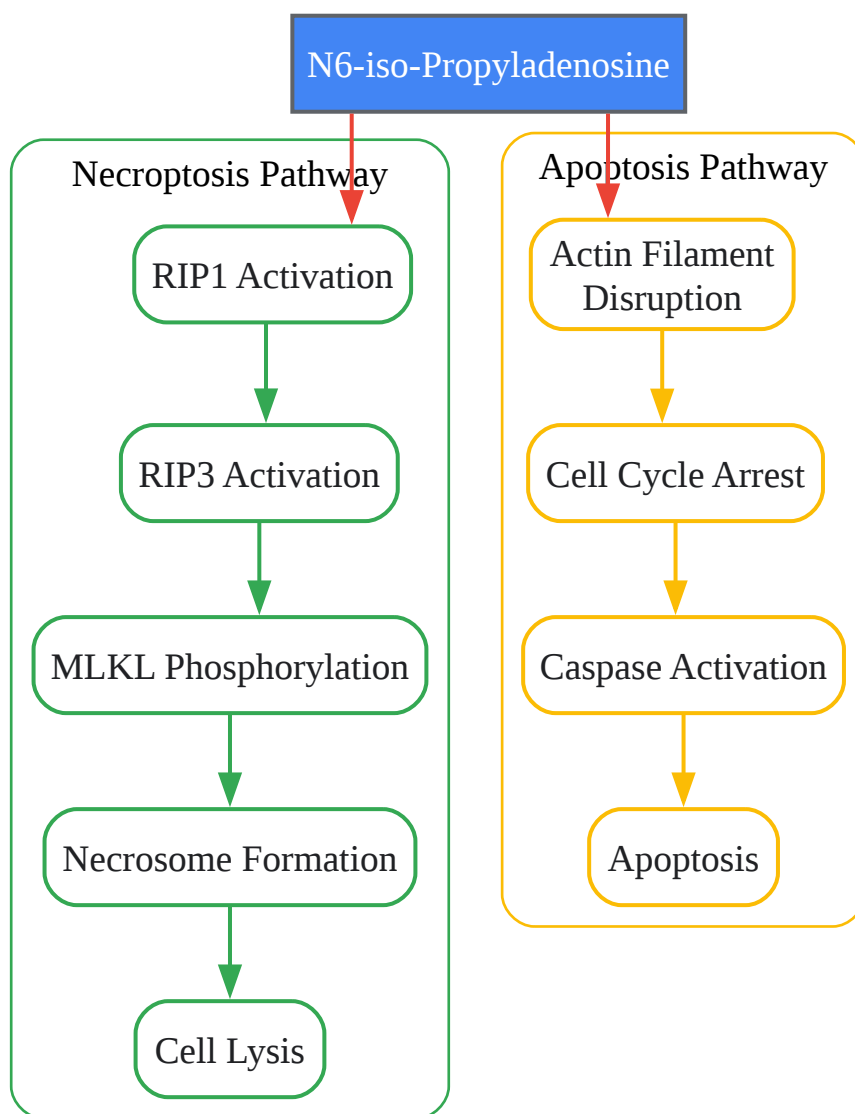 N6-iso-Propyladenosine
Necroptosis Pathway
RIP1 Activation
RIP3 Activation
MLKL Phosphorylation
Necrosome Formation
Cell Lysis
Apoptosis Pathway
Actin Filament
Disruption
Cell Cycle Arrest
Caspase Activation
Apoptosis